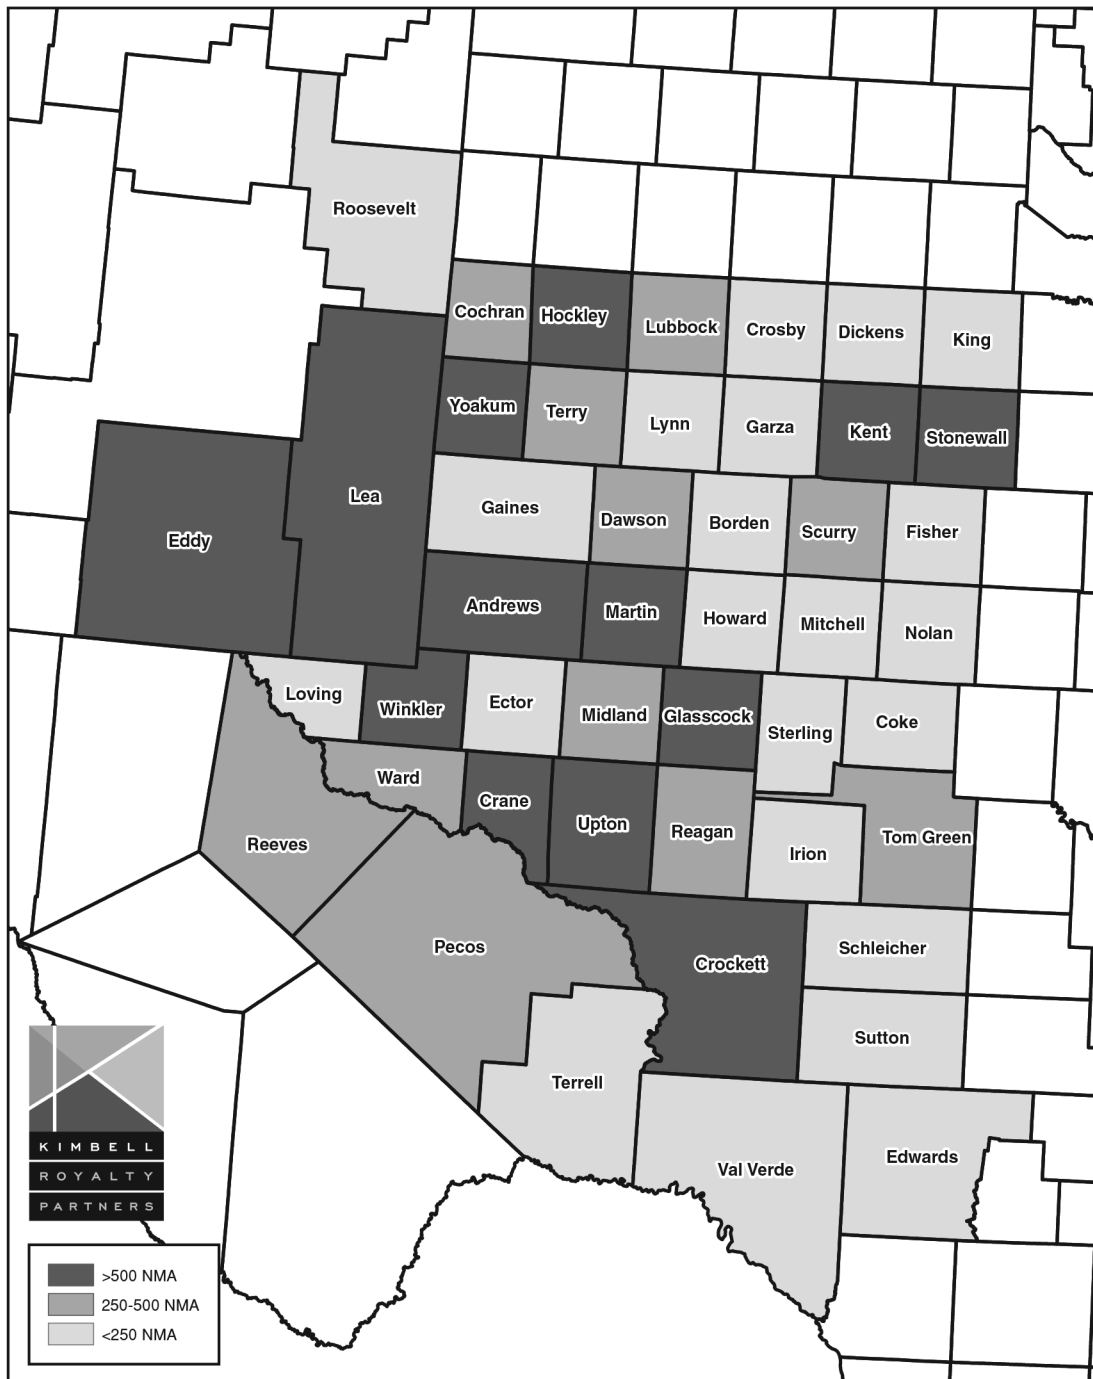 Roosevelt
Cochran
Hockley
Lubbock
Crosby
Dickens
King
Yoakum
Terry
Lynn
Garza
Kent
Stonewall
Lea
Gaines
Dawson
Borden
Scurry
Fisher
Eddy
Andrews
Martin
Howard
Mitchell
Nolan
Loving
Winkler
Ector
Midland
Glasscock
Sterling
Coke
Ward
Crane
Upton
Reagan
Irion
Tom Green
Reeves
Pecos
Crockett
Schleicher
Sutton
Terrell
Val Verde
Edwards
KIMBELL
ROYALTY
PARTNERS
>500 NMA
250-500 NMA
<250 NMA